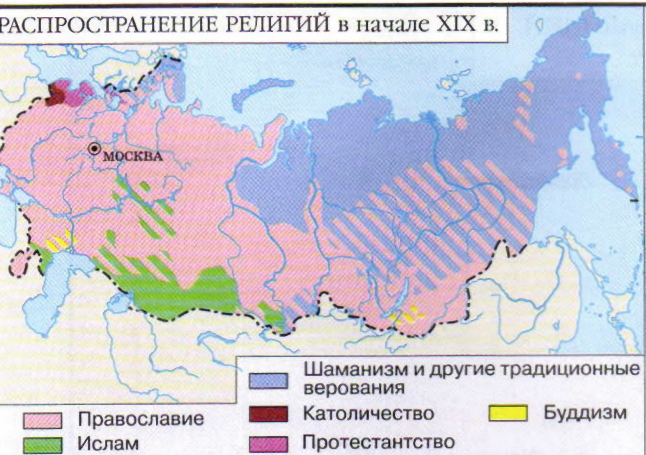 РАСПРОСТРАНЕНИЕ РЕЛИГИЙ в начале XIX в.
МОСКВА
Шаманизм и другие традиционные
верования
Православие
Католичество
Буддизм
Ислам
Протестантство